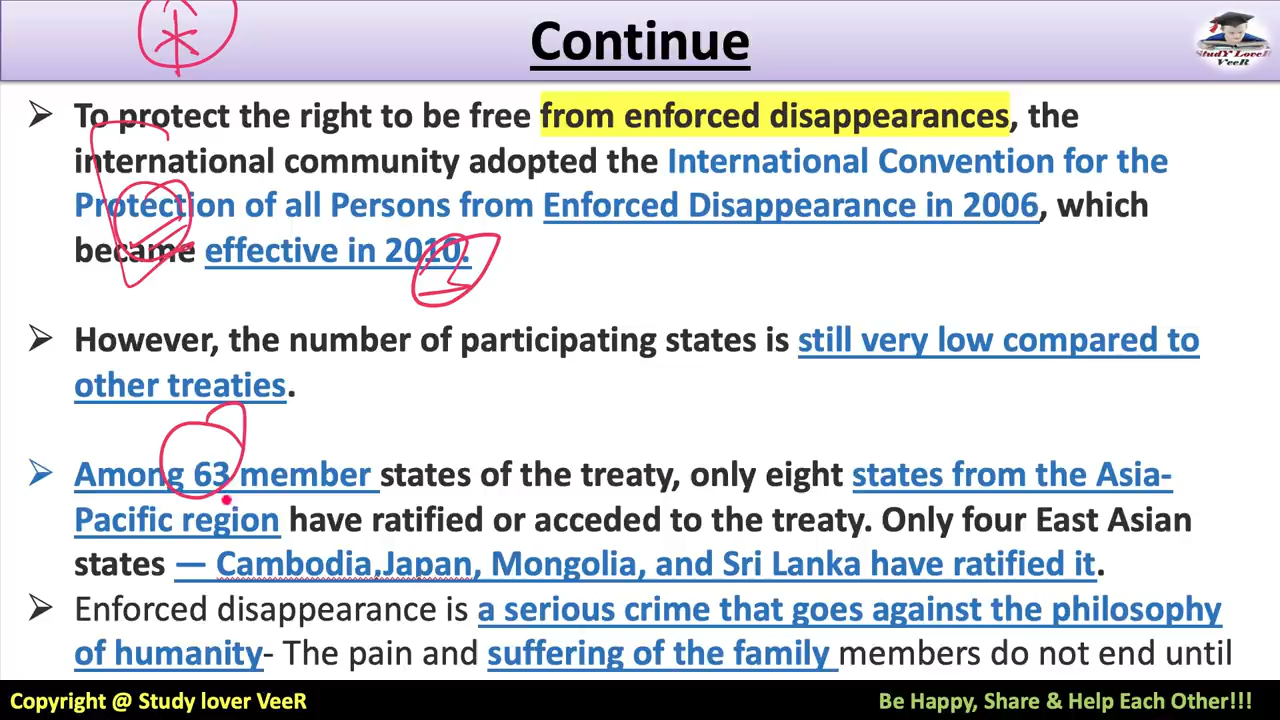 Continue
StudY LoveR
VeeR
➢ To protect the right to be free from enforced disappearances, the
international community adopted the International Convention for the
Protection of all Persons from Enforced Disappearance in 2006, which
became effective in 2010.
➢ However, the number of participating states is still very low compared to
other treaties.
➢ Among 63 member states of the treaty, only eight states from the Asia-
Pacific region have ratified or acceded to the treaty. Only four East Asian
states — Cambodia,Japan, Mongolia, and Sri Lanka have ratified it.
➢ Enforced disappearance is a serious crime that goes against the philosophy
of humanity- The pain and suffering of the family members do not end until
Copyright @ Study lover VeeR
Be Happy, Share & Help Each Other!!!